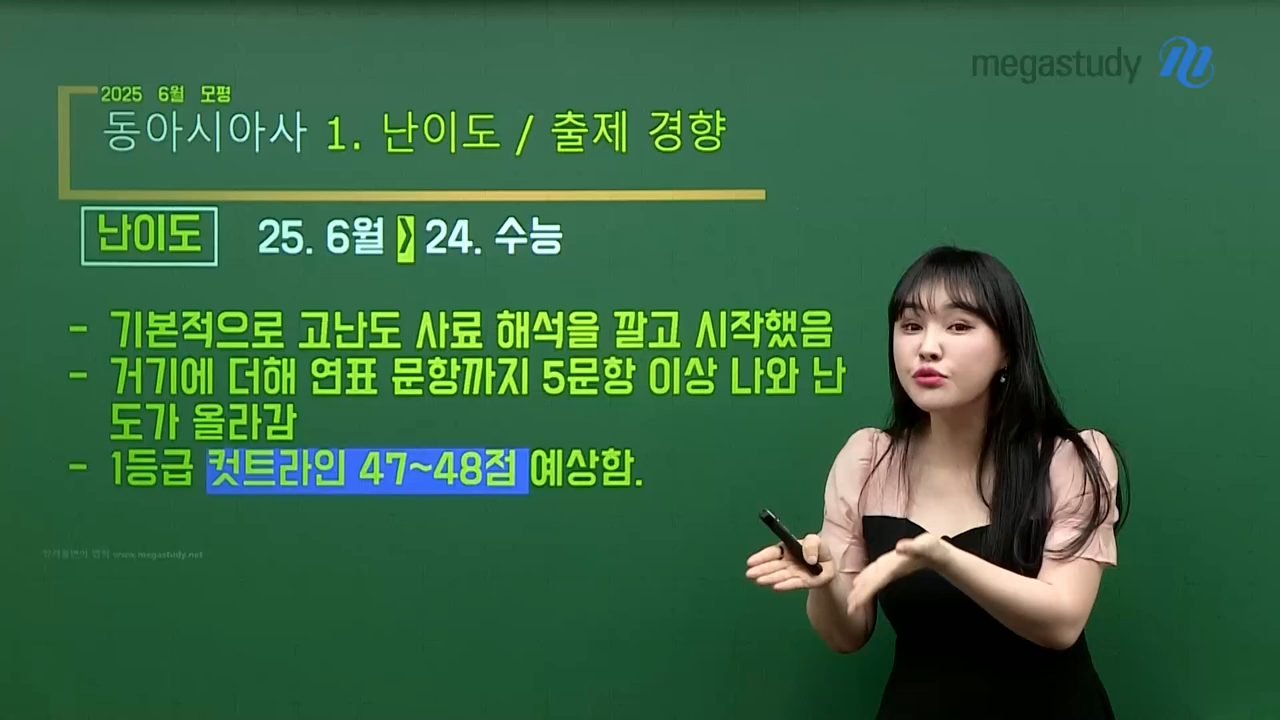 megastudy
2025 6월 모평
동아시아사 1. 난이도 / 출제 경향
난이도 25. 6월 > 24. 수능
- 기본적으로 고난도 사료 해석을 깔고 시작했음
- 거기에 더해 연표 문항까지 5문항 이상 나와 난
도가 올라감
- 1등급 컷트라인 47~48점 예상함.
www.megastudy.net